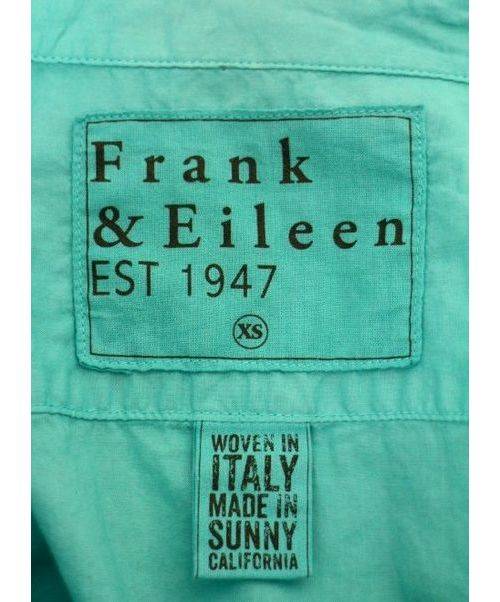 Frank
& Eileen
EST 1947
XS
WOVEN IN
ITALY
MADE IN
SUNNY
CALIFORNIA